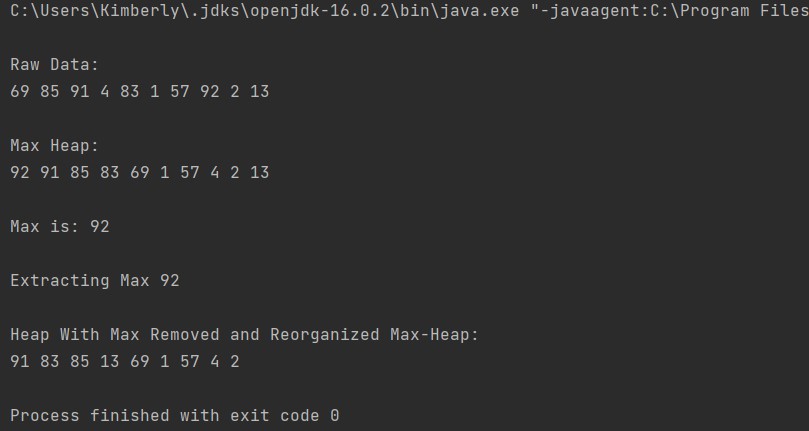 C:\Users\Kimberly\.jdks\openjdk-16.0.2\bin\java.exe "-javaagent:C:\Program Files
Raw Data:
69 85 91 4 83 1 57 92 2 13
Max Heap:
92 91 85 83 69 1 57 4 2 13
Max is: 92
Extracting Max 92
Heap With Max Removed and Reorganized Max-Heap:
91 83 85 13 69 1 57 4 2
Process finished with exit code 0